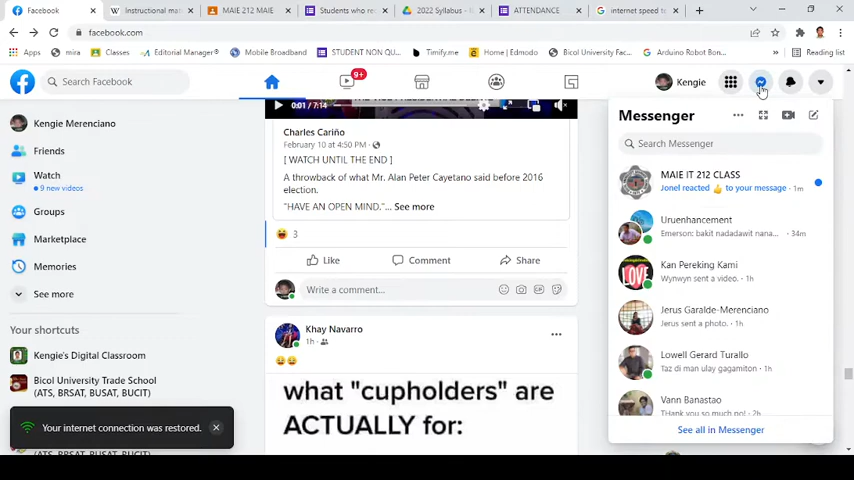 Facebook
Instructional mat
MAIE 212 MAIE
Students who re
2022 Syllabus -
ATTENDANCE
internet speed t
facebook.com
Apps
mira
Classes
Editorial Manager®
Mobile Broadband
STUDENT NON QU...
Timify.me
Home | Edmodo
Bicol University Fac...
Arduino Robot Bon...
Reading list
Search Facebook
9+
Kengie
Kengie Merenciano
Friends
Watch
9 new videos
Groups
Marketplace
Memories
See more
Your shortcuts
Kengie's Digital Classroom
Bicol University Trade School
(ATS, BRSAT, BUSAT, BUCIT)
Your internet connection was restored.
(ATS, BRSAT, BUSAT, BUCIT)
0:01 / 7:14
Charles Cariño
February 10 at 4:50 PM ·
[ WATCH UNTIL THE END ]
A throwback of what Mr. Alan Peter Cayetano said before 2016
election.
"HAVE AN OPEN MIND."... See more
3
Like
Comment
Share
Write a comment...
Khay Navarro
1h ·
what "cupholders" are
ACTUALLY for:
Messenger
Search Messenger
MAIE IT 212 CLASS
Jonel reacted 👍 to your message · 1m
Uruenhancement
Emerson: bakit nadadawit nana... · 34m
Kan Pereking Kami
Wynwyn sent a video. · 1h
Jerus Garalde-Merenciano
Jerus sent a photo. · 1h
Lowell Gerard Turallo
Taz di man ulay gagamiton · 1h
Vann Banastao
THank you so much po! · 2h
See all in Messenger